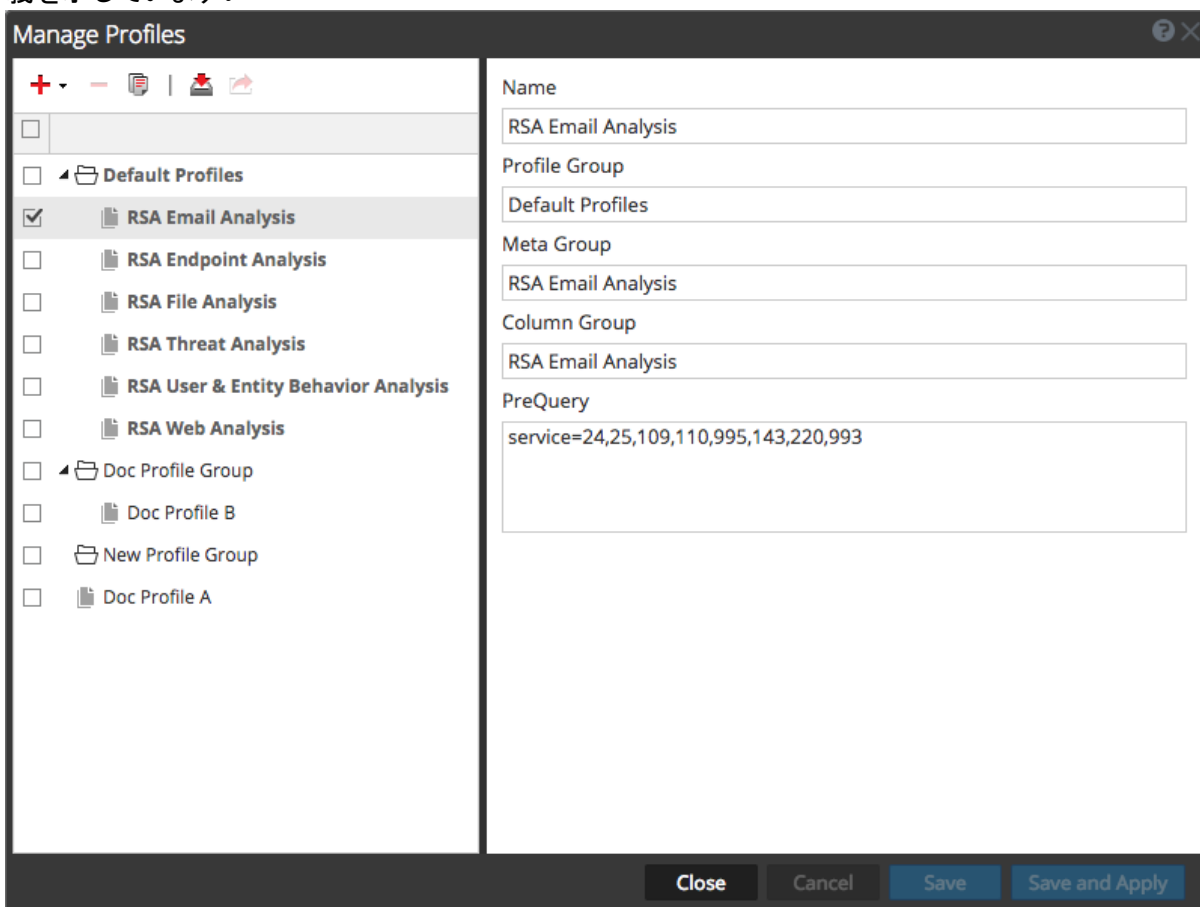 Manage Profiles
Name
RSA Email Analysis
Profile Group
Default Profiles
Meta Group
RSA Email Analysis
Column Group
RSA Email Analysis
PreQuery
service=24,25,109,110,995,143,220,993
Default Profiles
RSA Email Analysis
RSA Endpoint Analysis
RSA File Analysis
RSA Threat Analysis
RSA User & Entity Behavior Analysis
RSA Web Analysis
Doc Profile Group
Doc Profile B
New Profile Group
Doc Profile A
Close
Cancel
Save
Save and Apply